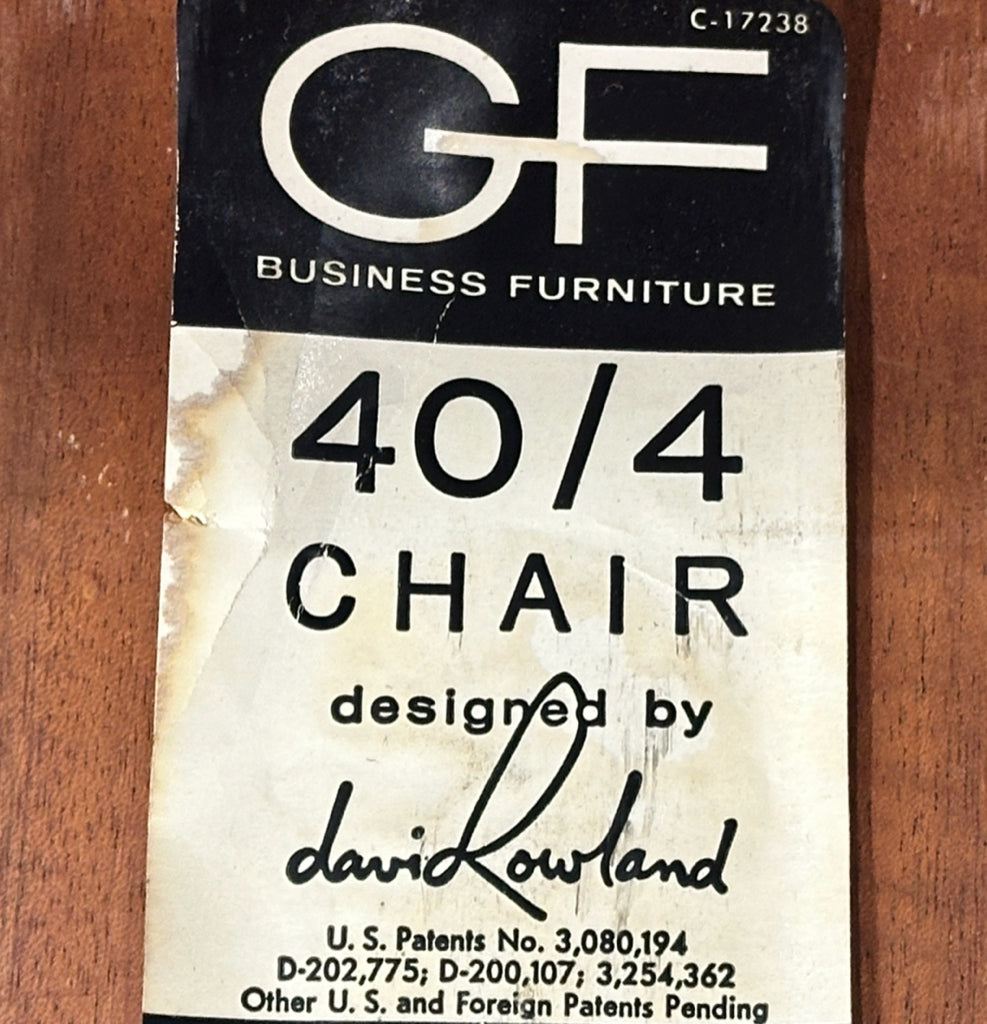 C-17238
GF
BUSINESS FURNITURE
40/4
CHAIR
designed by
davidRowland
U. S. Patents No. 3,080,194
D-202,775; D-200,107; 3,254,362
Other U. S. and Foreign Patents Pending